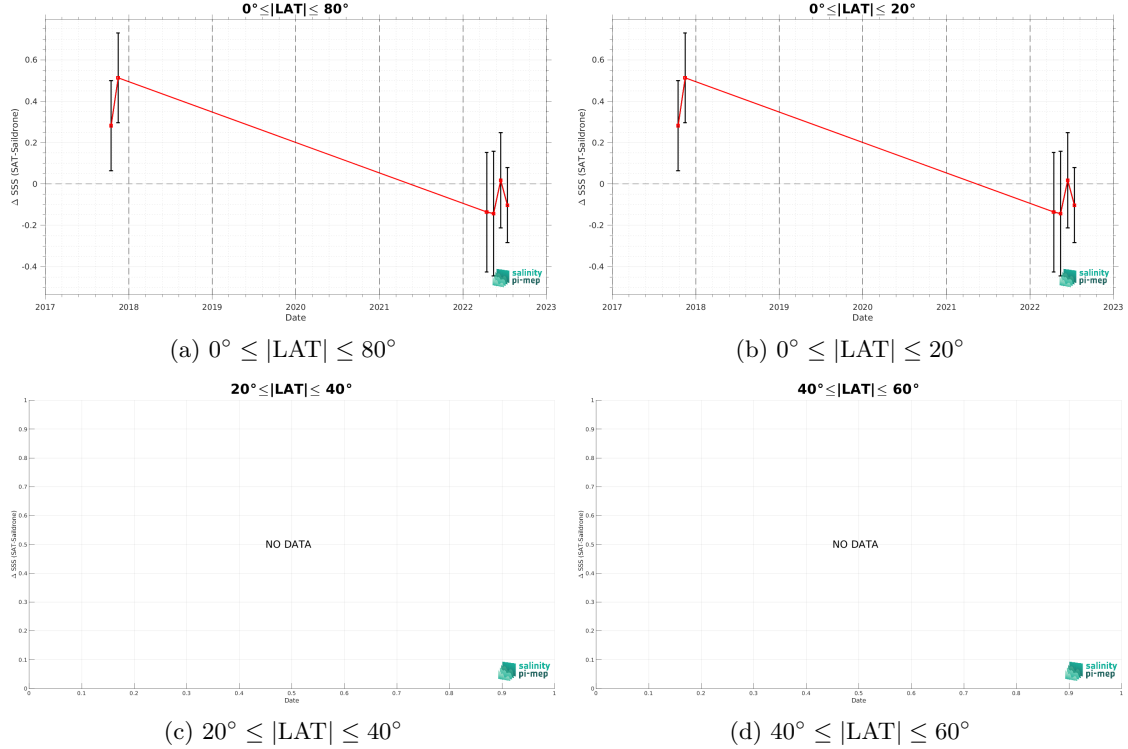 0°≤|LAT|≤ 80°
0.6
0.4
0.2
0
-0.2
-0.4
Δ SSS (SAT-Saildrone)
2017 2018 2019 2020 2021 2022 2023
Date
salinity
pi-mep
(a) 0° ≤ |LAT| ≤ 80°
0°≤|LAT|≤ 20°
0.6
0.4
0.2
0
-0.2
-0.4
Δ SSS (SAT-Saildrone)
2017 2018 2019 2020 2021 2022 2023
Date
salinity
pi-mep
(b) 0° ≤ |LAT| ≤ 20°
20°≤|LAT|≤ 40°
1
0.9
0.8
0.7
0.6
0.5
0.4
0.3
0.2
0.1
0
Δ SSS (SAT-Saildrone)
NO DATA
0 0.1 0.2 0.3 0.4 0.5 0.6 0.7 0.8 0.9 1
Date
salinity
pi-mep
(c) 20° ≤ |LAT| ≤ 40°
40°≤|LAT|≤ 60°
1
0.9
0.8
0.7
0.6
0.5
0.4
0.3
0.2
0.1
0
Δ SSS (SAT-Saildrone)
NO DATA
0 0.1 0.2 0.3 0.4 0.5 0.6 0.7 0.8 0.9 1
Date
salinity
pi-mep
(d) 40° ≤ |LAT| ≤ 60°